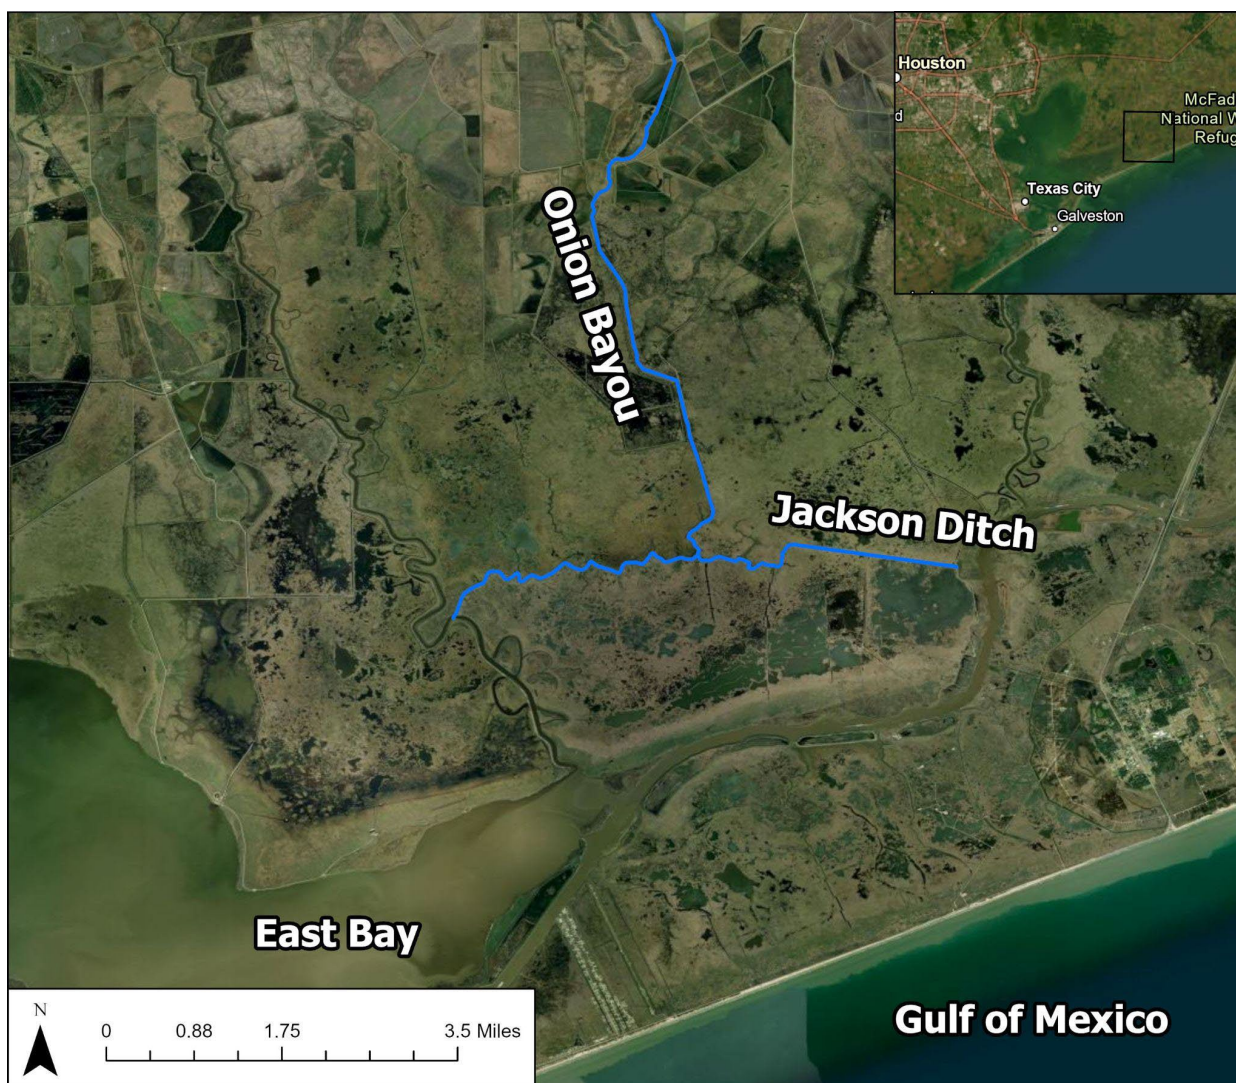 Houston
d
McFad
National W
Refug
Texas City
Galveston
Onion Bayou
Jackson Ditch
East Bay
Gulf of Mexico
N
0 0.88 1.75 3.5 Miles